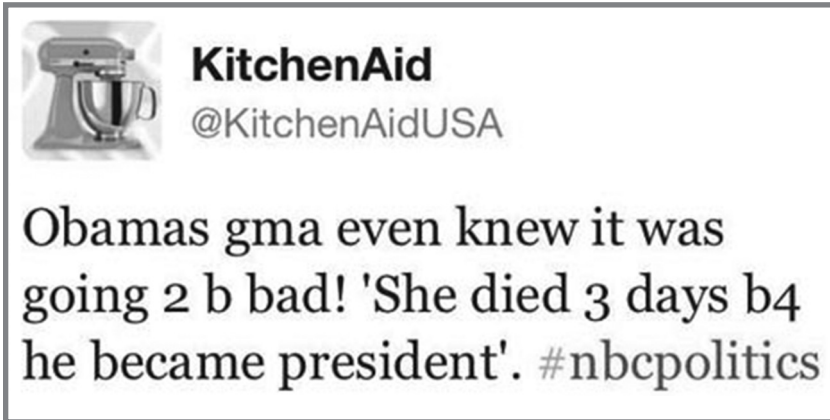 KitchenAid
@KitchenAidUSA
Obamas gma even knew it was
going 2 b bad! 'She died 3 days b4
he became president'. #nbcpolitics